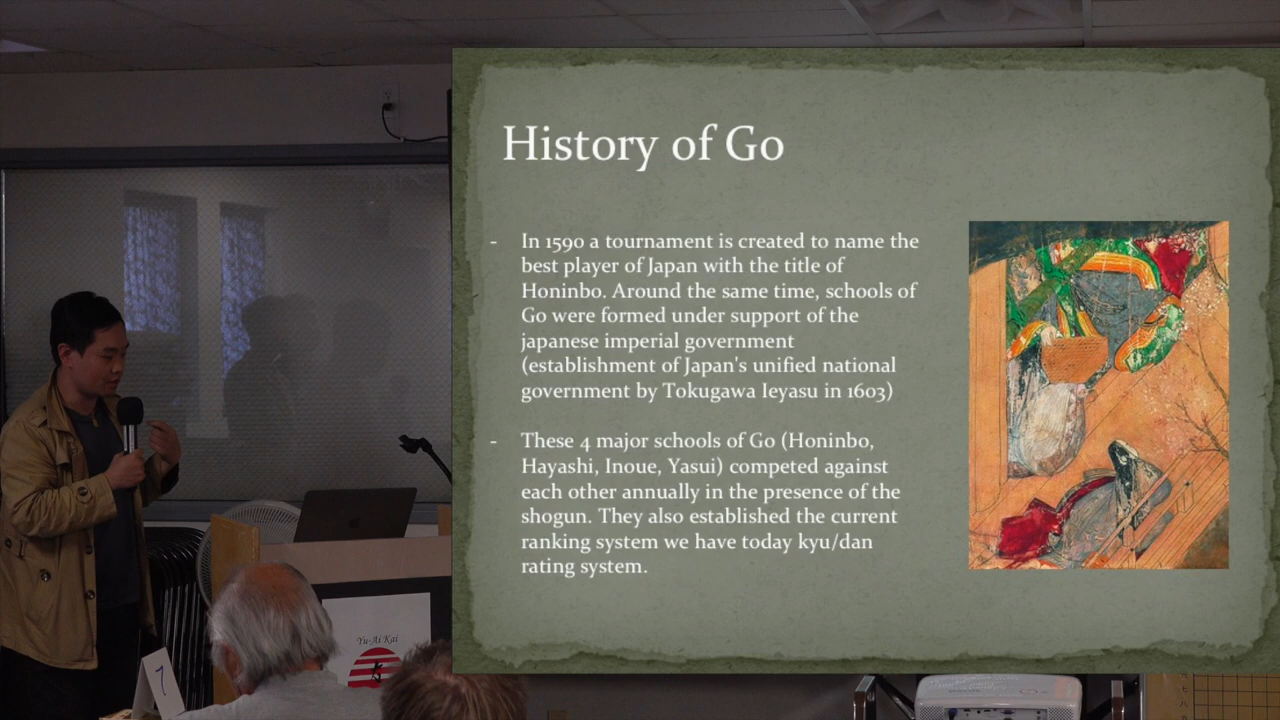 History of Go
- In 1590 a tournament is created to name the
best player of Japan with the title of
Honinbo. Around the same time, schools of
Go were formed under support of the
japanese imperial government
(establishment of Japan's unified national
government by Tokugawa Ieyasu in 1603)
- These 4 major schools of Go (Honinbo,
Hayashi, Inoue, Yasui) competed against
each other annually in the presence of the
shogun. They also established the current
ranking system we have today kyu/dan
rating system.
Yu-Ai Kai
7